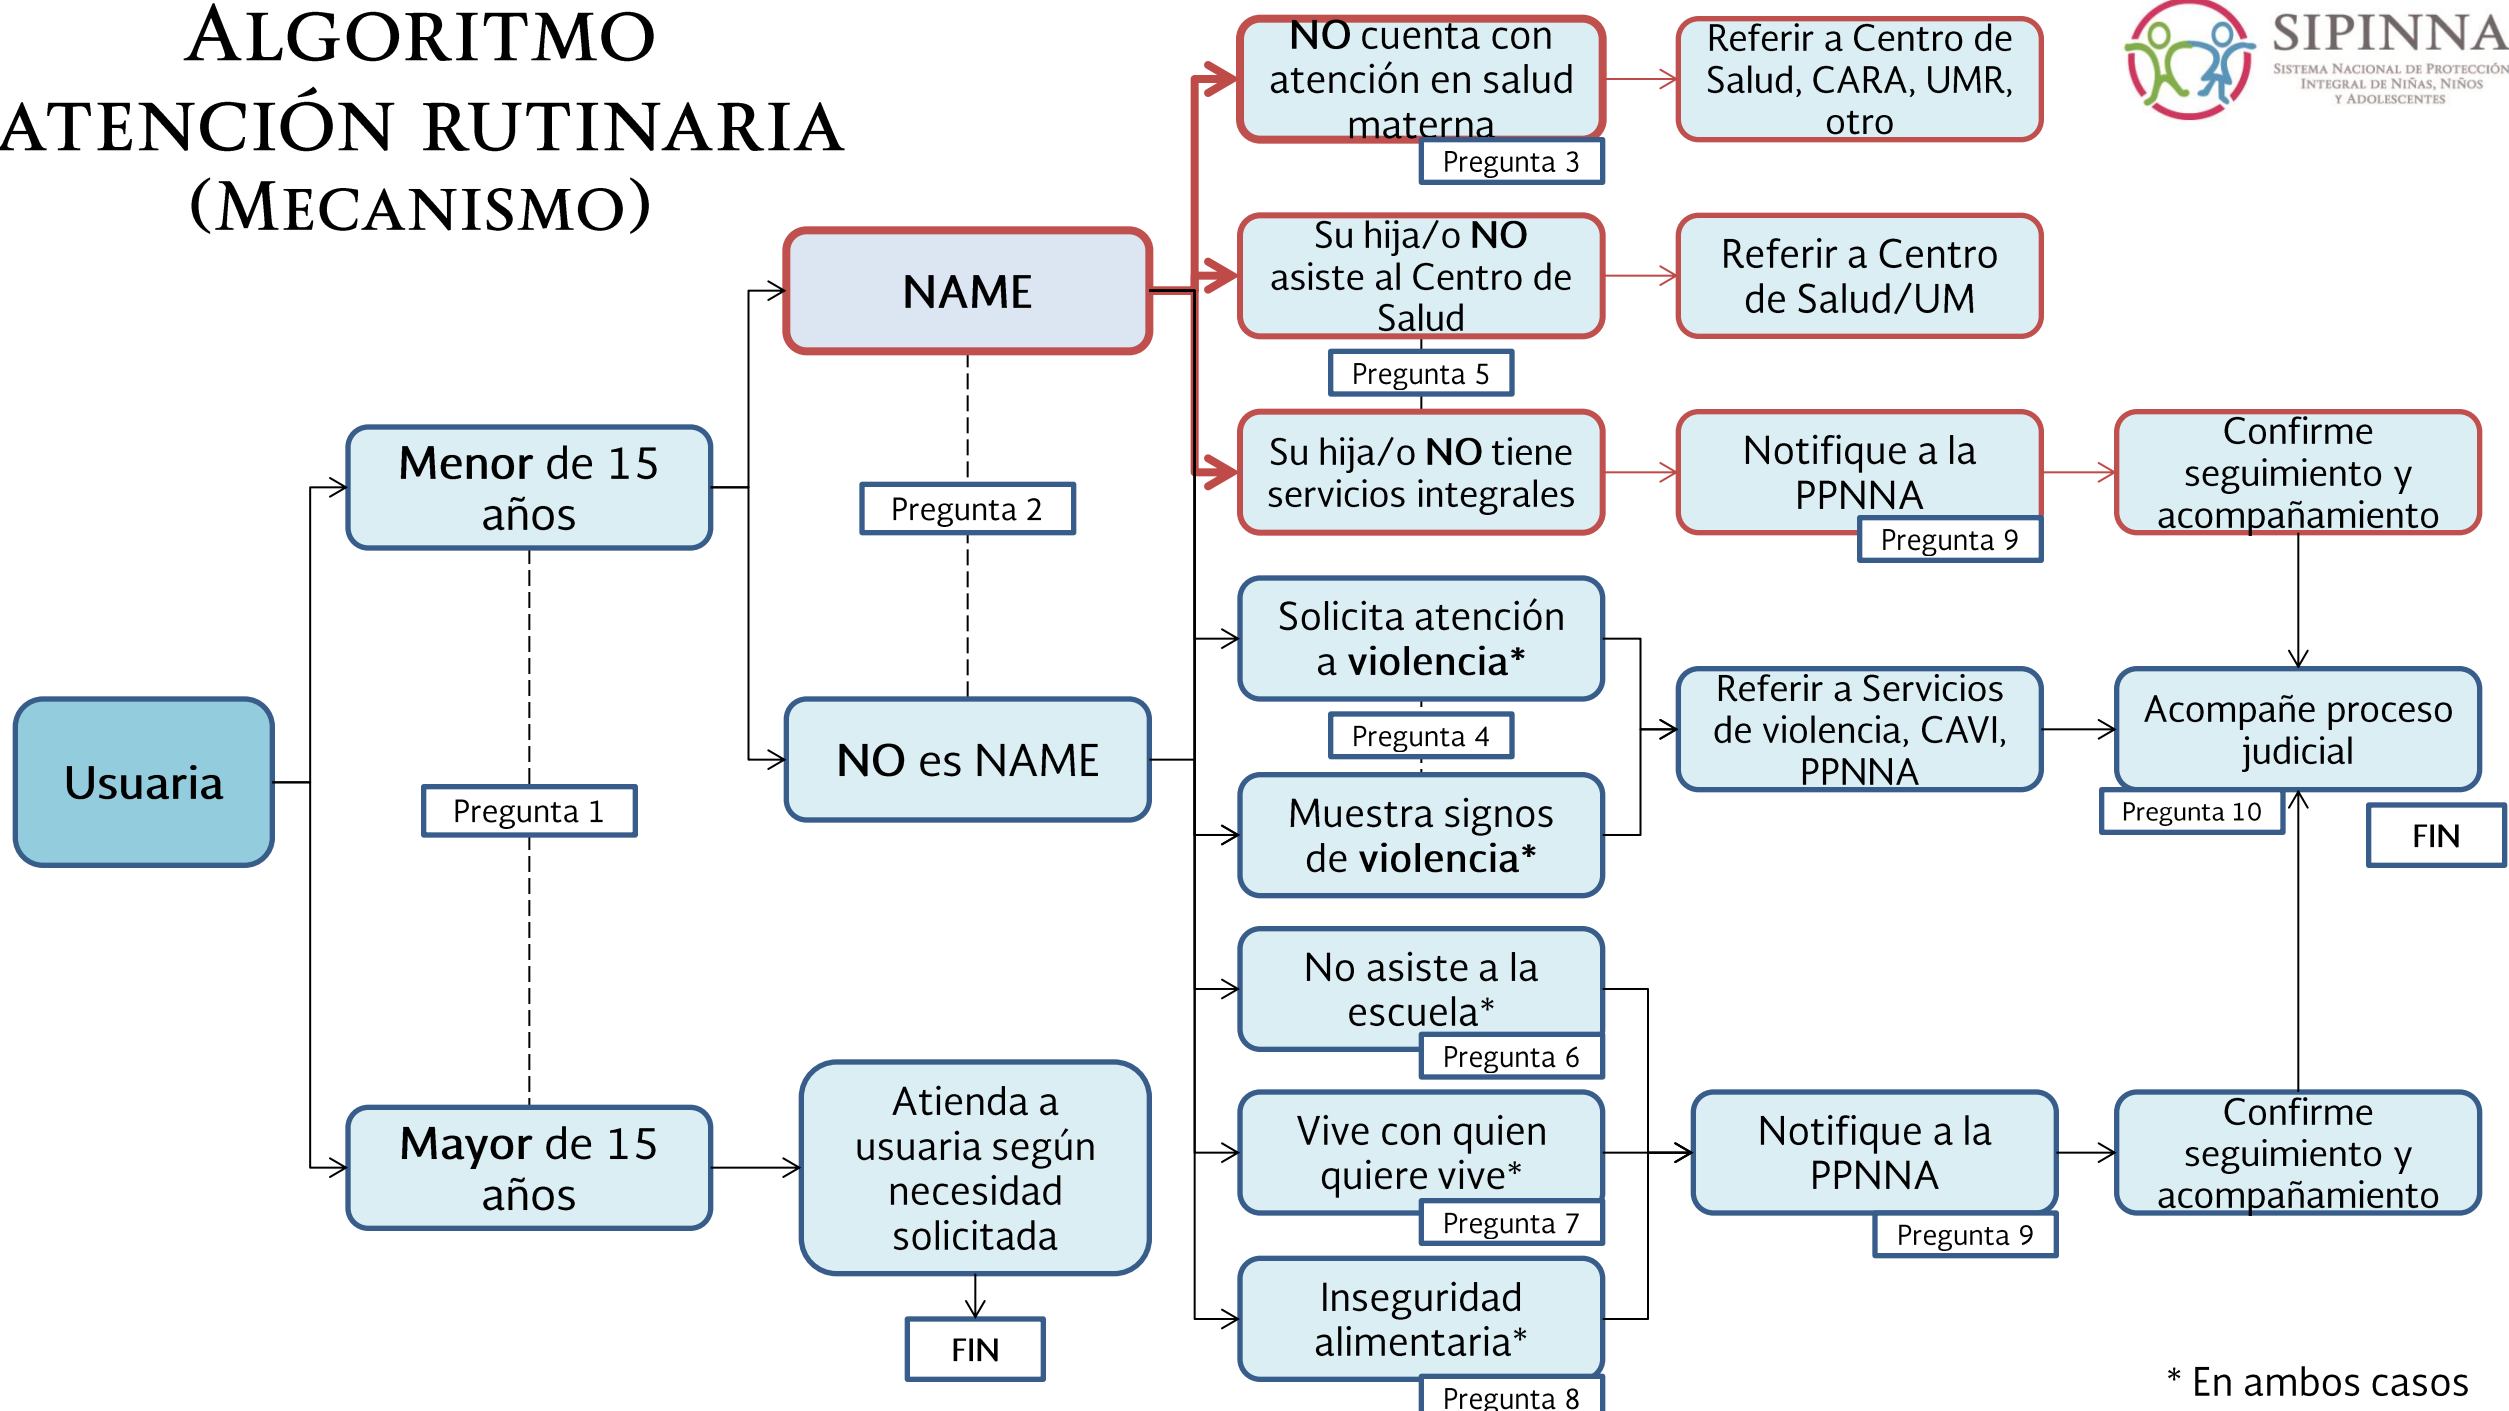 ALGORITMO
ATENCIÓN RUTINARIA
(MECANISMO)
SIPINNA
SISTEMA NACIONAL DE PROTECCIÓN
INTEGRAL DE NIÑAS, NIÑOS
Y ADOLESCENTES
Usuaria
Menor de 15
años
Pregunta 1
Mayor de 15
años
NAME
Pregunta 2
NO es NAME
Atienda a
usuaria según
necesidad
solicitada
FIN
NO cuenta con
atención en salud
materna
Pregunta 3
Referir a Centro de
Salud, CARA, UMR,
otro
Su hija/o NO
asiste al Centro de
Salud
Referir a Centro
de Salud/UM
Pregunta 5
Su hija/o NO tiene
servicios integrales
Notifique a la
PPNNA
Pregunta 9
Confirme
seguimiento y
acompañamiento
Solicita atención
a violencia*
Pregunta 4
Muestra signos
de violencia*
Referir a Servicios
de violencia, CAVI,
PPNNA
Acompañe proceso
judicial
Pregunta 10
FIN
No asiste a la
escuela*
Pregunta 6
Vive con quien
quiere vive*
Pregunta 7
Inseguridad
alimentaria*
Pregunta 8
Notifique a la
PPNNA
Pregunta 9
Confirme
seguimiento y
acompañamiento
* En ambos casos